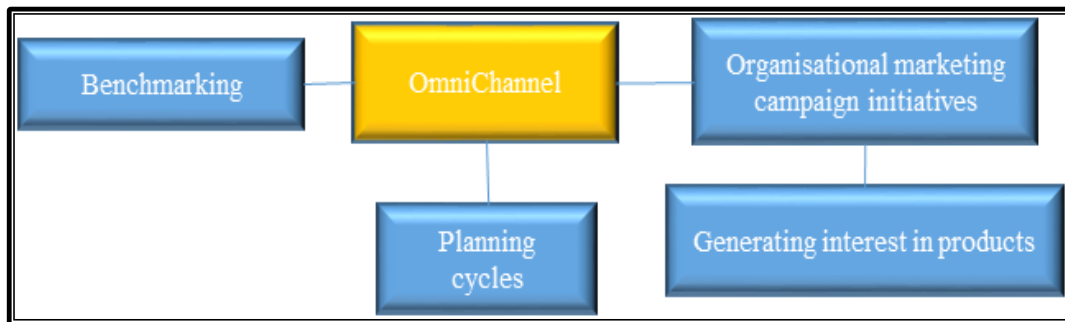 Benchmarking
OmniChannel
Organisational marketing
campaign initiatives
Planning
cycles
Generating interest in products